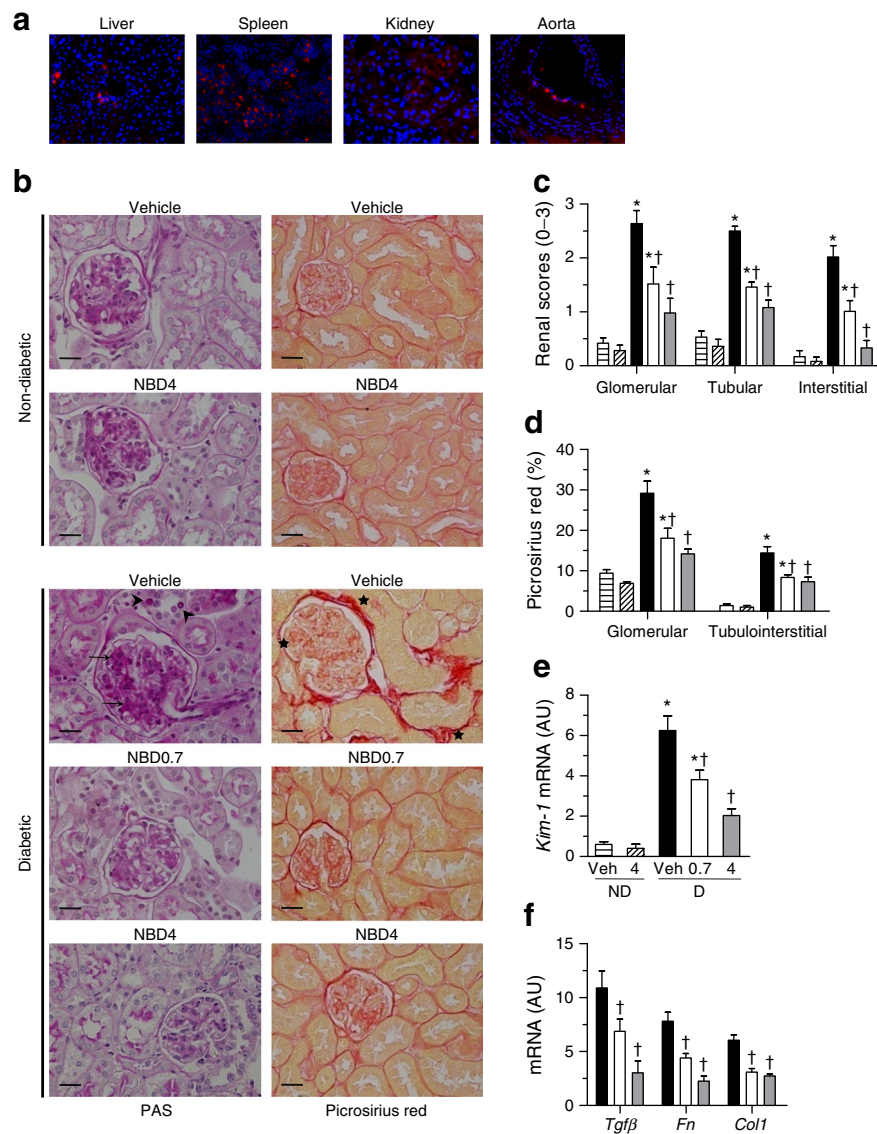 a
Liver Spleen Kidney Aorta
b
Non-diabetic
Vehicle Vehicle
NBD4 NBD4
Diabetic
Vehicle Vehicle
NBD0.7 NBD0.7
NBD4 NBD4
PAS Picrosirius red
c
Renal scores (0–3)
3
2
1
0
* *† †
* *† †
* *† †
Glomerular Tubular Interstitial
d
Picrosirius red (%)
40
30
20
10
0
* *† †
* *† †
Glomerular Tubulointerstitial
e
Kim-1 mRNA (AU)
8
6
4
2
0
* *† †
Veh 4 Veh 0.7 4
ND D
f
mRNA (AU)
15
10
5
0
† †
† †
† †
Tgfβ Fn Col1